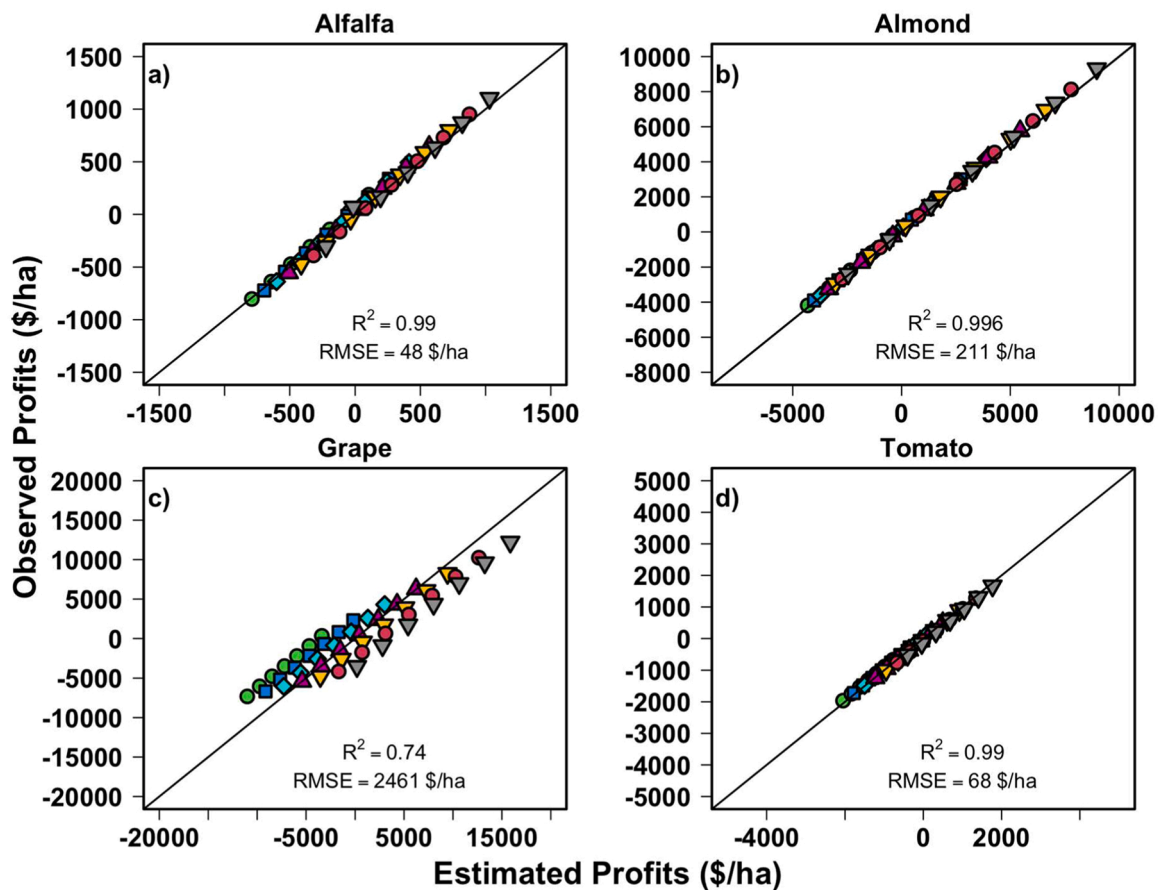 Alfalfa
Almond
a)
b)
1500
1000
500
0
-500
-1000
-1500
10000
8000
6000
4000
2000
0
-2000
-4000
-6000
-8000
R² = 0.99
RMSE = 48 $/ha
R² = 0.996
RMSE = 211 $/ha
-1500
-500
0
500
1500
-5000
0
5000
10000
Observed Profits ($/ha)
Grape
Tomato
c)
d)
20000
15000
10000
5000
0
-5000
-10000
-15000
-20000
5000
4000
3000
2000
1000
0
-1000
-2000
-3000
-4000
-5000
R² = 0.74
RMSE = 2461 $/ha
R² = 0.99
RMSE = 68 $/ha
-20000
-5000
5000
15000
-4000
0
2000
Estimated Profits ($/ha)